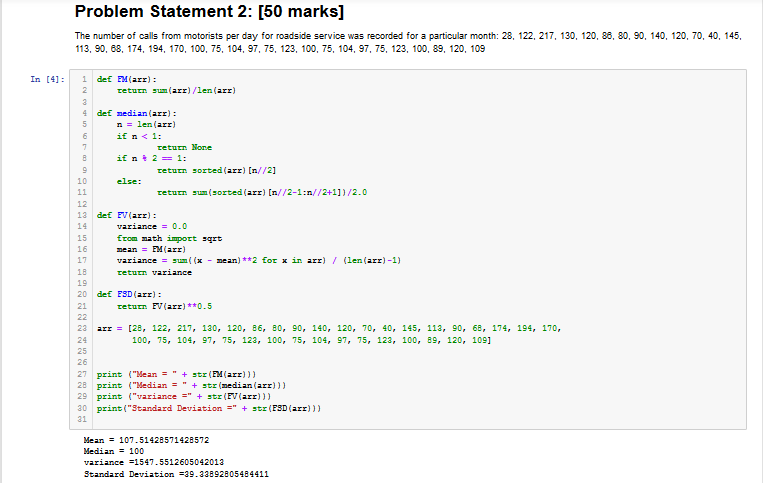 Problem Statement 2: [50 marks]
The number of calls from motorists per day for roadside service was recorded for a particular month: 28, 122, 217, 130, 120, 86, 80, 90, 140, 120, 70, 40, 145,
113, 90, 68, 174, 194, 170, 100, 75, 104, 97, 75, 123, 100, 75, 104, 97, 75, 123, 100, 89, 120, 109
In [4]:
1 def FM(arr):
2     return sum(arr)/len(arr)
3
4 def median(arr):
5     n = len(arr)
6     if n < 1:
7             return None
8     if n % 2 == 1:
9             return sorted(arr)[n//2]
10     else:
11             return sum(sorted(arr)[n//2-1:n//2+1])/2.0
12
13 def FV(arr):
14     variance = 0.0
15     from math import sqrt
16     mean = FM(arr)
17     variance = sum((x - mean)**2 for x in arr) / (len(arr)-1)
18     return variance
19
20 def FSD(arr):
21     return FV(arr)**0.5
22
23 arr = [28, 122, 217, 130, 120, 86, 80, 90, 140, 120, 70, 40, 145, 113, 90, 68, 174, 194, 170,
24        100, 75, 104, 97, 75, 123, 100, 75, 104, 97, 75, 123, 100, 89, 120, 109]
25
26
27 print ("Mean = " + str(FM(arr)))
28 print ("Median = " + str(median(arr)))
29 print ("variance =" + str(FV(arr)))
30 print("Standard Deviation =" + str(FSD(arr)))
31
Mean = 107.51428571428572
Median = 100
variance =1547.5512605042013
Standard Deviation =39.33892805484411